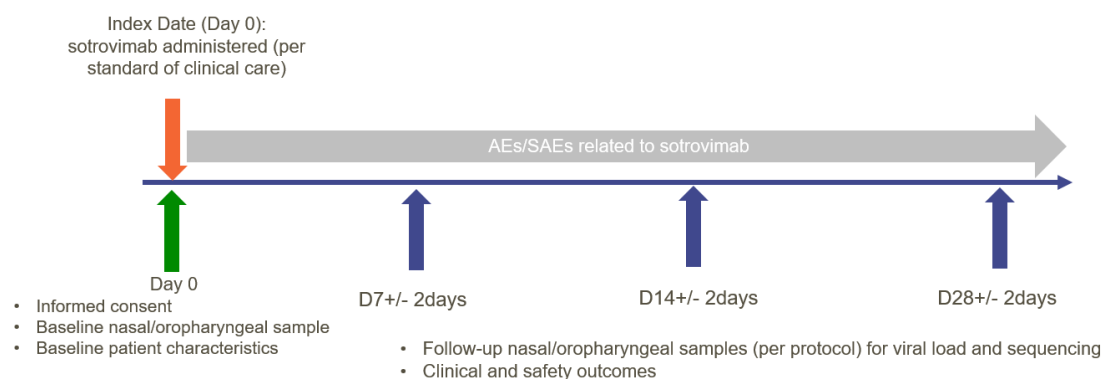 Index Date (Day 0):
sotrovimab administered (per
standard of clinical care)
AEs/SAEs related to sotrovimab
Day 0
• Informed consent
• Baseline nasal/oropharyngeal sample
• Baseline patient characteristics
D7+/- 2days
D14+/- 2days
D28+/- 2days
• Follow-up nasal/oropharyngeal samples (per protocol) for viral load and sequencing
• Clinical and safety outcomes